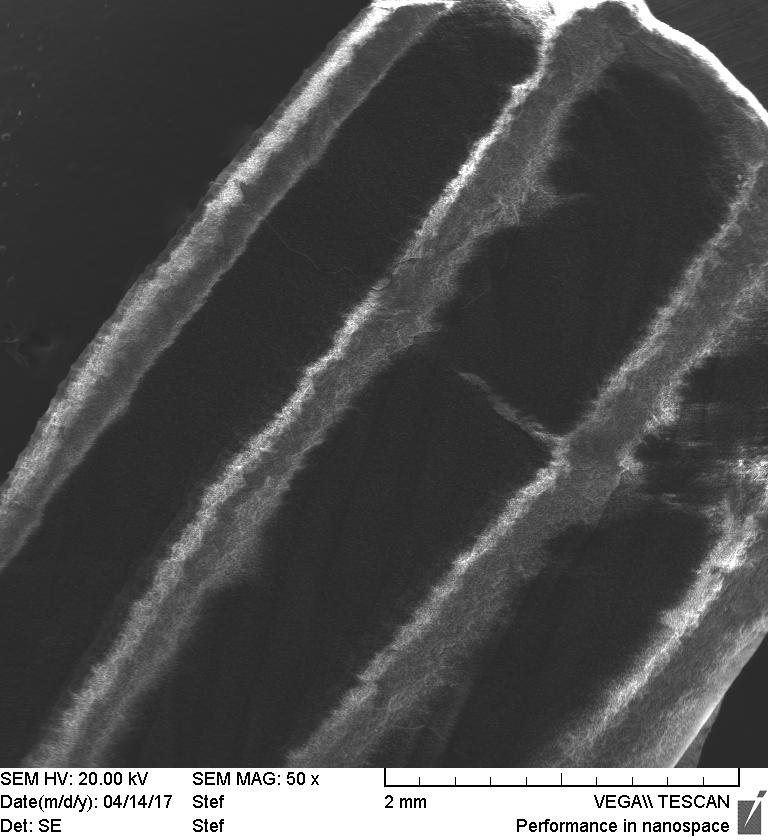 SEM HV: 20.00 kV SEM MAG: 50 x
Date(m/d/y): 04/14/17 Stef 2 mm VEGA\\ TESCAN
Det: SE Stef Performance in nanospace